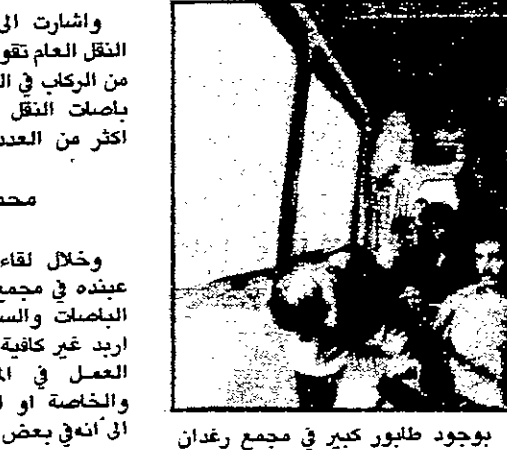 واشارت الى
النقل العام تقو
من الركاب في ال
باصات النقل
اكثر من العدد
محم
وخلال لقاء
عبنده في مجمع
الباصات والس
اربد غير كافية
العمل في الم
والخاصة او ا
الى انه في بعض
بوجود طابور كبير في مجمع رغدان